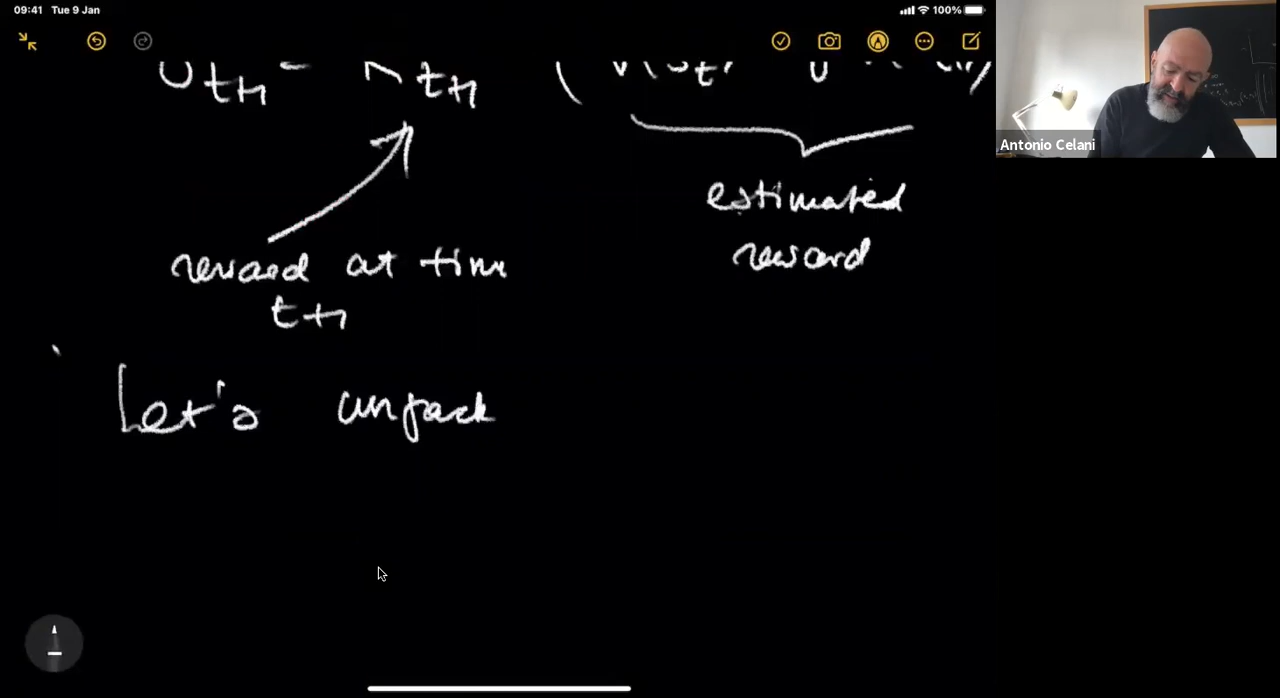 09:41 Tue 9 Jan 100%
Antonio Celani
estimated
reward
reward at time
t+1
Let's unpack